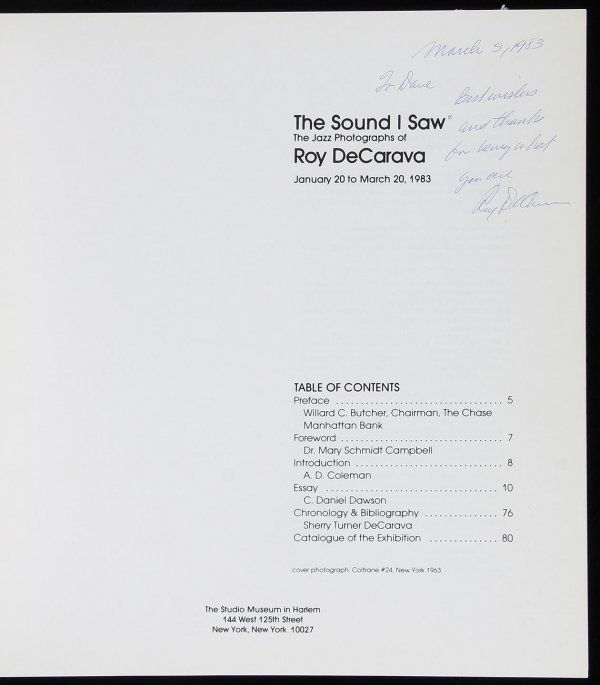 March 5, 1983
To Dave
Best wishes
and thanks
for being what
you are
Roy DeCarava
The Sound I Saw®
The Jazz Photographs of
Roy DeCarava
January 20 to March 20, 1983
TABLE OF CONTENTS
Preface .................................. 5
Willard C. Butcher, Chairman, The Chase
Manhattan Bank
Foreword ................................. 7
Dr. Mary Schmidt Campbell
Introduction .............................. 8
A. D. Coleman
Essay ................................... 10
C. Daniel Dawson
Chronology & Bibliography ............... 76
Sherry Turner DeCarava
Catalogue of the Exhibition .............. 80
cover photograph: Coltrane #24, New York 1963
The Studio Museum in Harlem
144 West 125th Street
New York, New York 10027